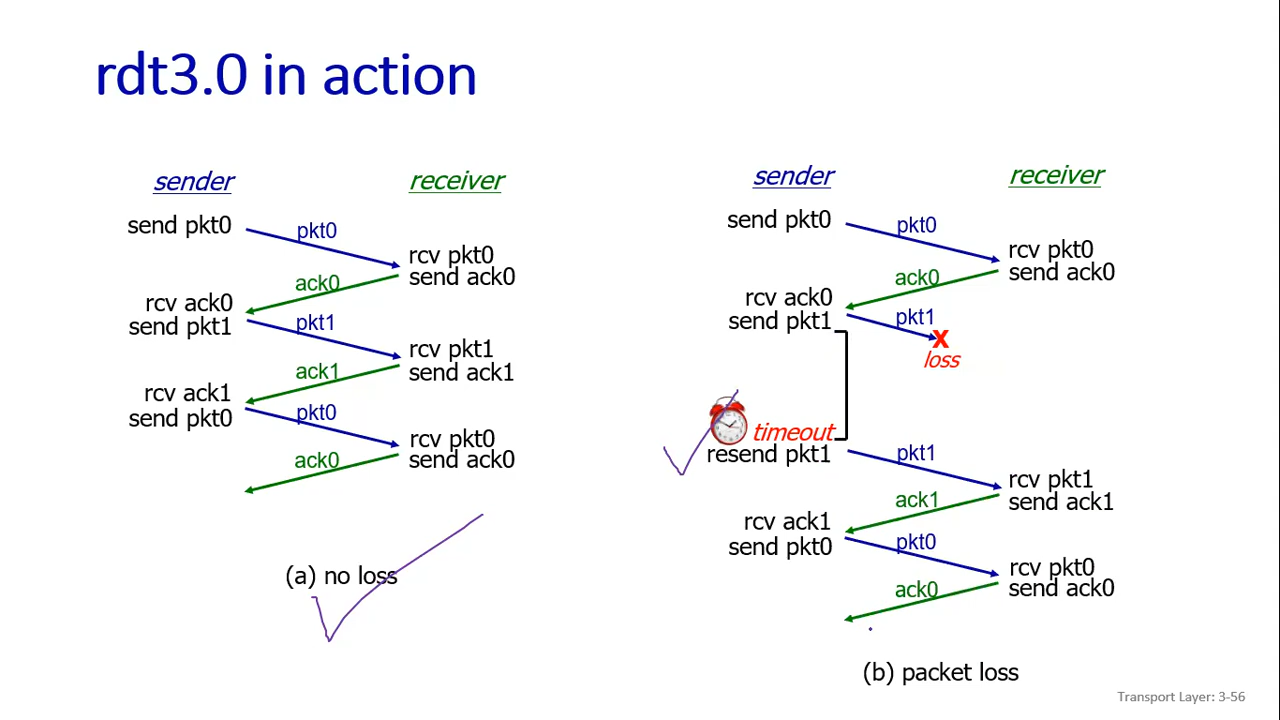 rdt3.0 in action
sender
receiver
send pkt0
pkt0
rcv pkt0
send ack0
ack0
rcv ack0
send pkt1
pkt1
rcv pkt1
send ack1
ack1
rcv ack1
send pkt0
pkt0
rcv pkt0
send ack0
ack0
(a) no loss
sender
receiver
send pkt0
pkt0
rcv pkt0
send ack0
ack0
rcv ack0
send pkt1
pkt1
X
loss
timeout
resend pkt1
pkt1
rcv pkt1
send ack1
ack1
rcv ack1
send pkt0
pkt0
rcv pkt0
send ack0
ack0
(b) packet loss
Transport Layer: 3-56